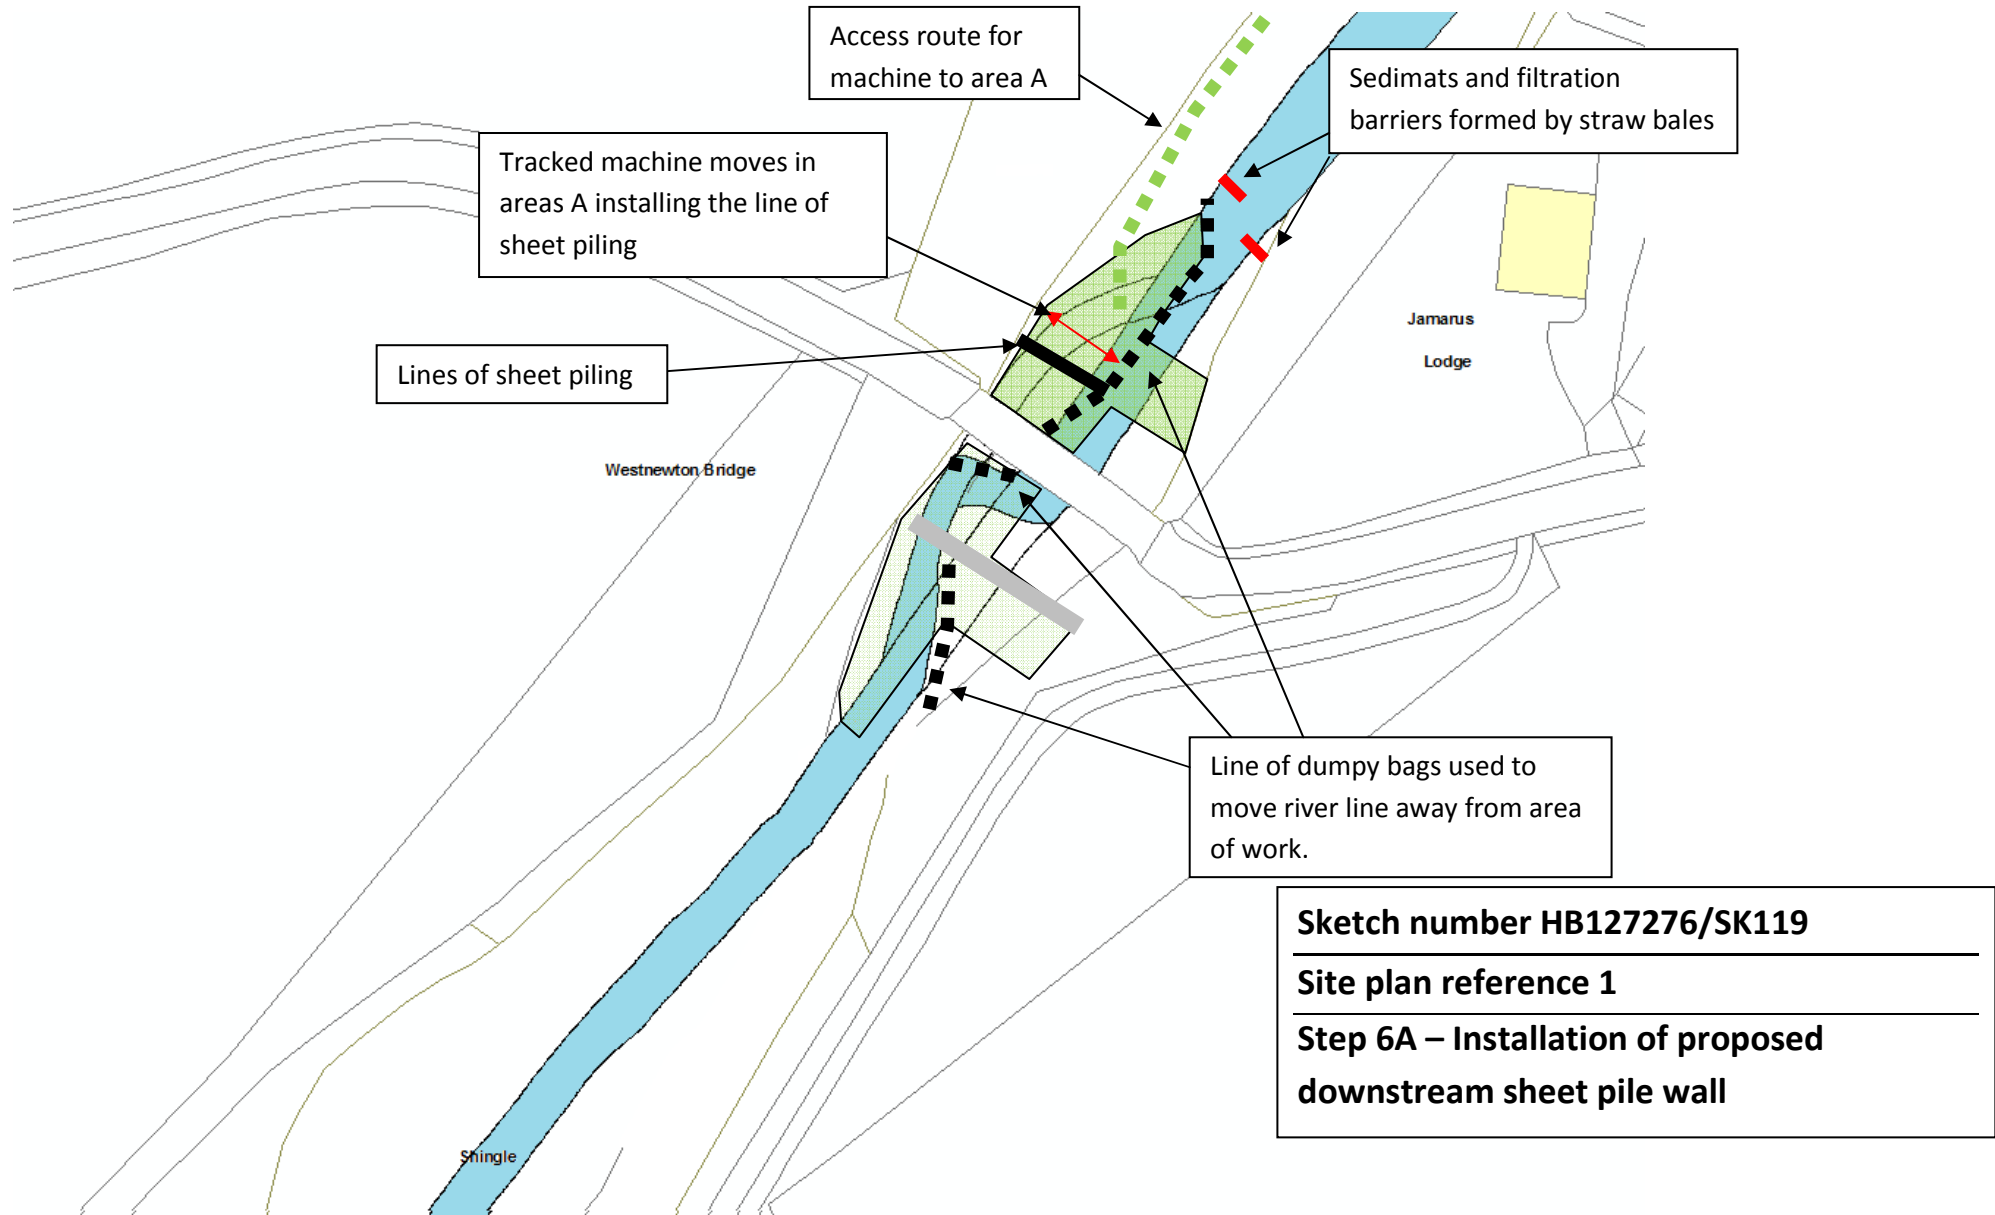 Access route for
machine to area A
Sedimats and filtration
barriers formed by straw bales
Tracked machine moves in
areas A installing the line of
sheet piling
Jamarus
Lodge
Lines of sheet piling
Westnewton Bridge
Line of dumpy bags used to
move river line away from area
of work.
Sketch number HB127276/SK119
Site plan reference 1
Step 6A – Installation of proposed
downstream sheet pile wall
Shingle